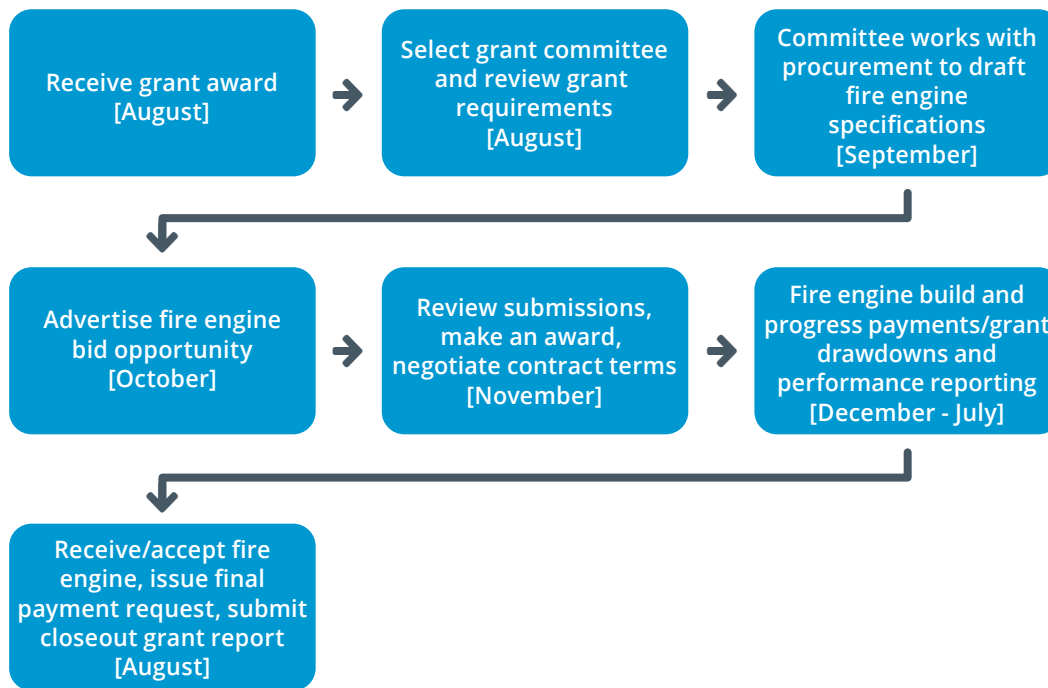 Receive grant award
[August]
Select grant committee
and review grant
requirements
[August]
Committee works with
procurement to draft
fire engine
specifications
[September]
Advertise fire engine
bid opportunity
[October]
Review submissions,
make an award,
negotiate contract terms
[November]
Fire engine build and
progress payments/grant
drawdowns and
performance reporting
[December - July]
Receive/accept fire
engine, issue final
payment request, submit
closeout grant report
[August]